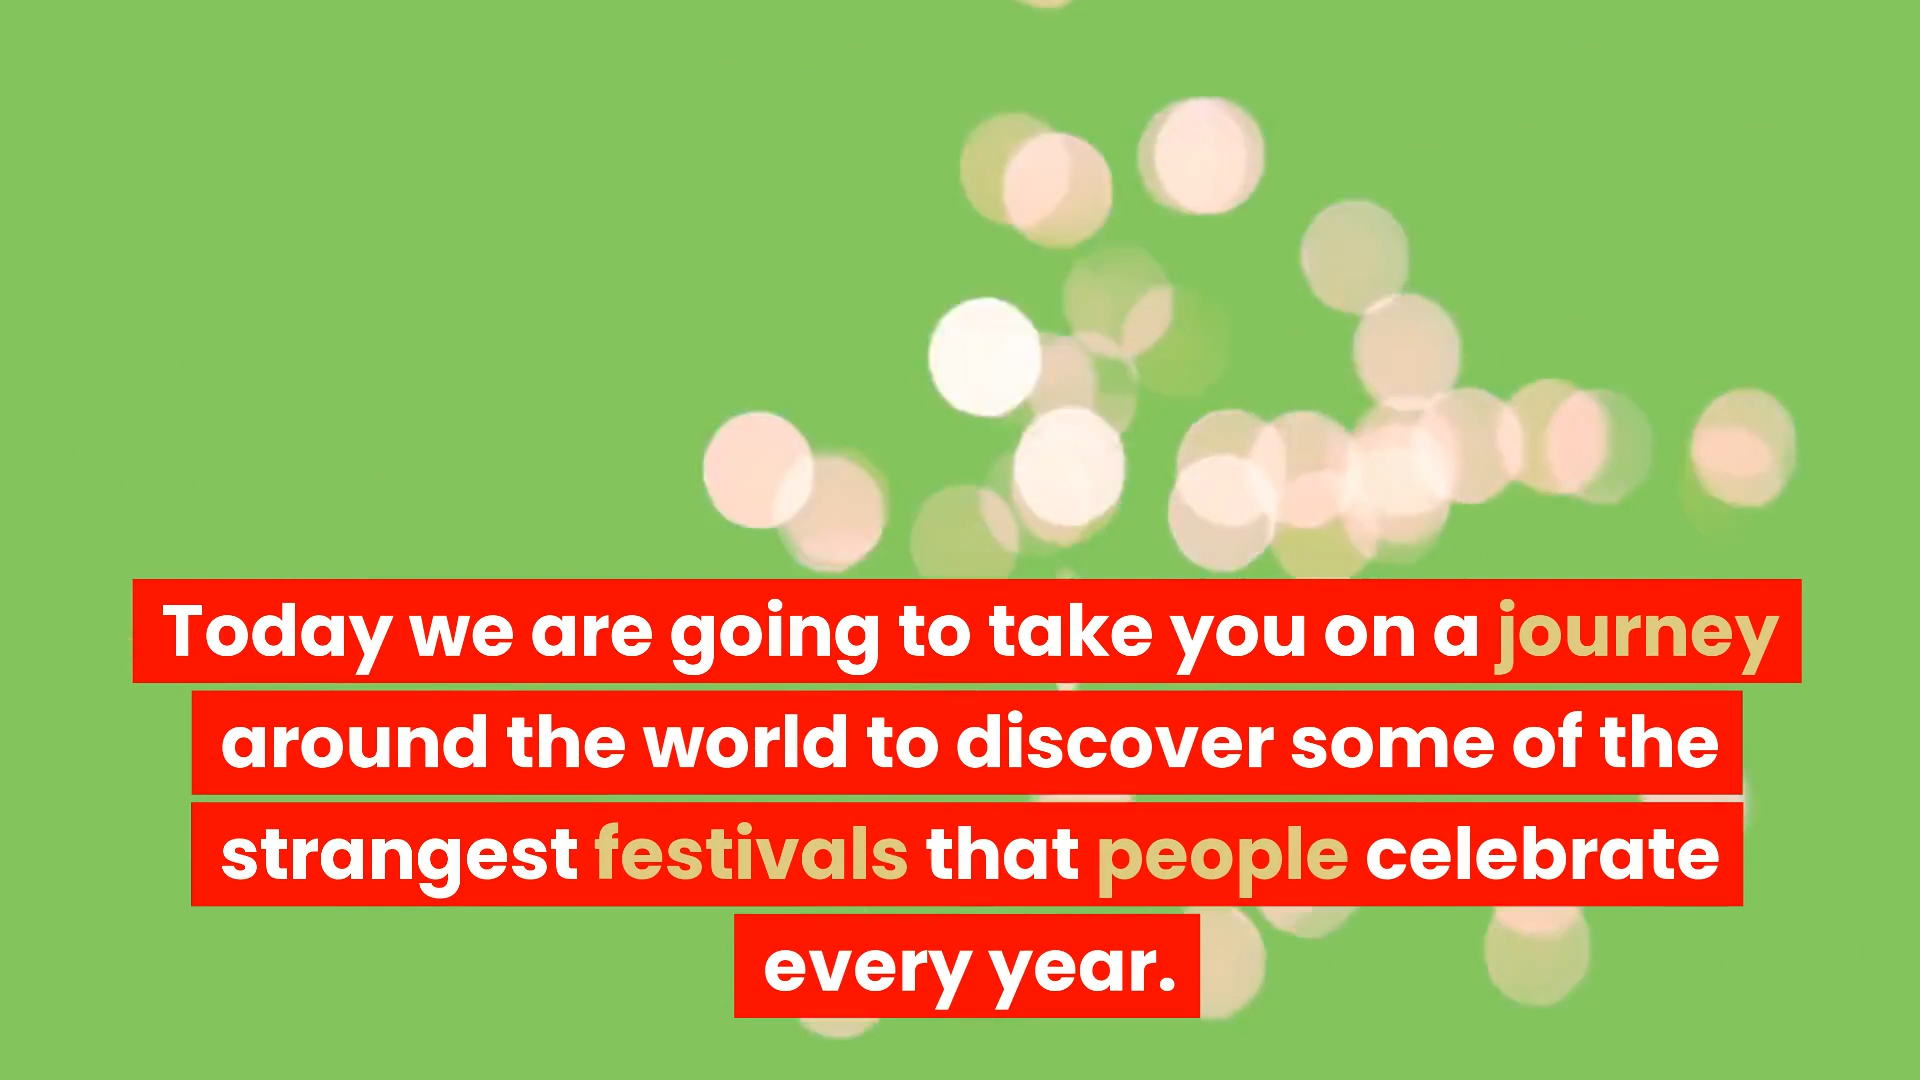 Today we are going to take you on a journey
around the world to discover some of the
strangest festivals that people celebrate
every year.